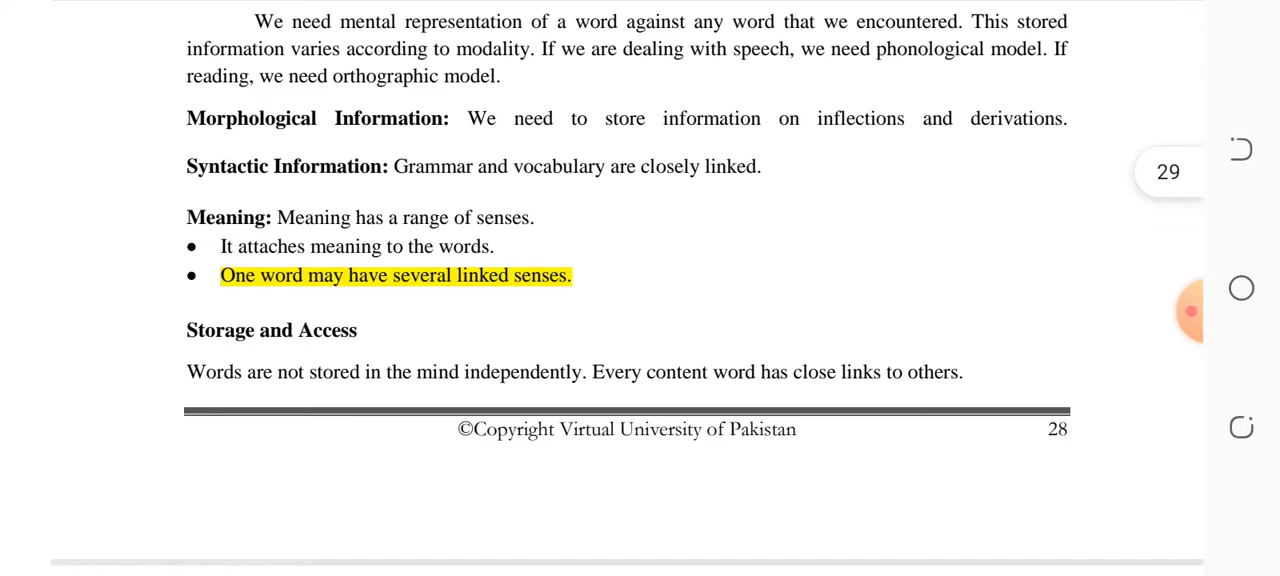 We need mental representation of a word against any word that we encountered. This stored
information varies according to modality. If we are dealing with speech, we need phonological model. If
reading, we need orthographic model.
Morphological Information: We need to store information on inflections and derivations.
Syntactic Information: Grammar and vocabulary are closely linked.
29
Meaning: Meaning has a range of senses.
• It attaches meaning to the words.
• One word may have several linked senses.
Storage and Access
Words are not stored in the mind independently. Every content word has close links to others.
©Copyright Virtual University of Pakistan 28